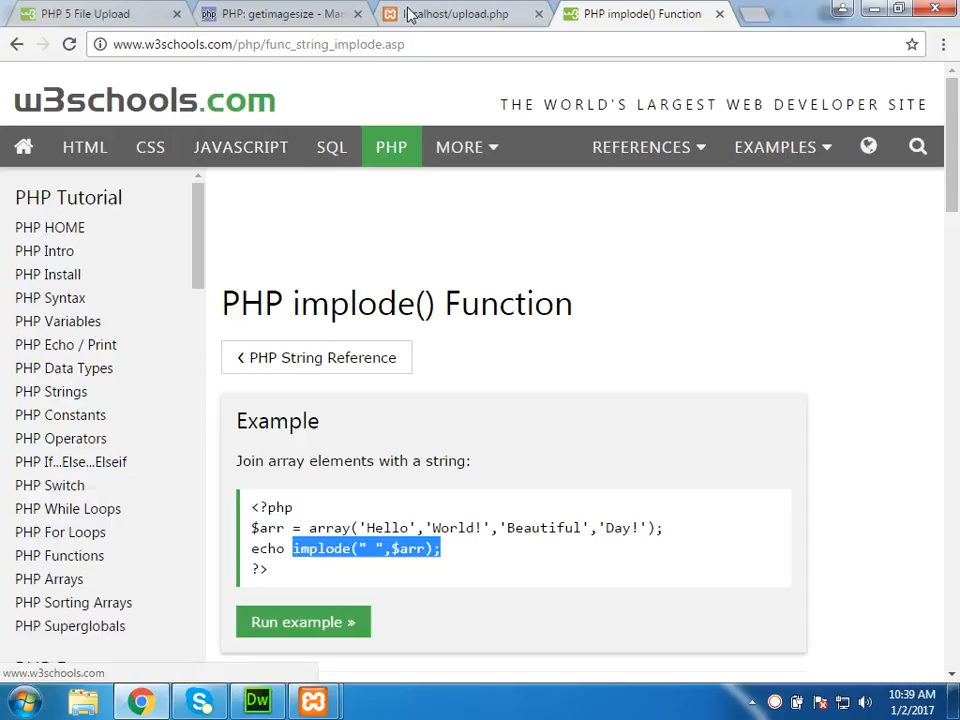 PHP 5 File Upload
PHP: getimagesize - Man
localhost/upload.php
PHP implode() Function
www.w3schools.com/php/func_string_implode.asp
w3schools.com
THE WORLD'S LARGEST WEB DEVELOPER SITE
HTML CSS JAVASCRIPT SQL PHP MORE REFERENCES EXAMPLES
PHP Tutorial
PHP HOME
PHP Intro
PHP Install
PHP Syntax
PHP Variables
PHP Echo / Print
PHP Data Types
PHP Strings
PHP Constants
PHP Operators
PHP If...Else...Elseif
PHP Switch
PHP While Loops
PHP For Loops
PHP Functions
PHP Arrays
PHP Sorting Arrays
PHP Superglobals
PHP implode() Function
❮ PHP String Reference
Example
Join array elements with a string:
<?php
$arr = array('Hello','World!','Beautiful','Day!');
echo implode(" ",$arr);
?>
Run example »
www.w3schools.com
Dw
10:39 AM
1/2/2017